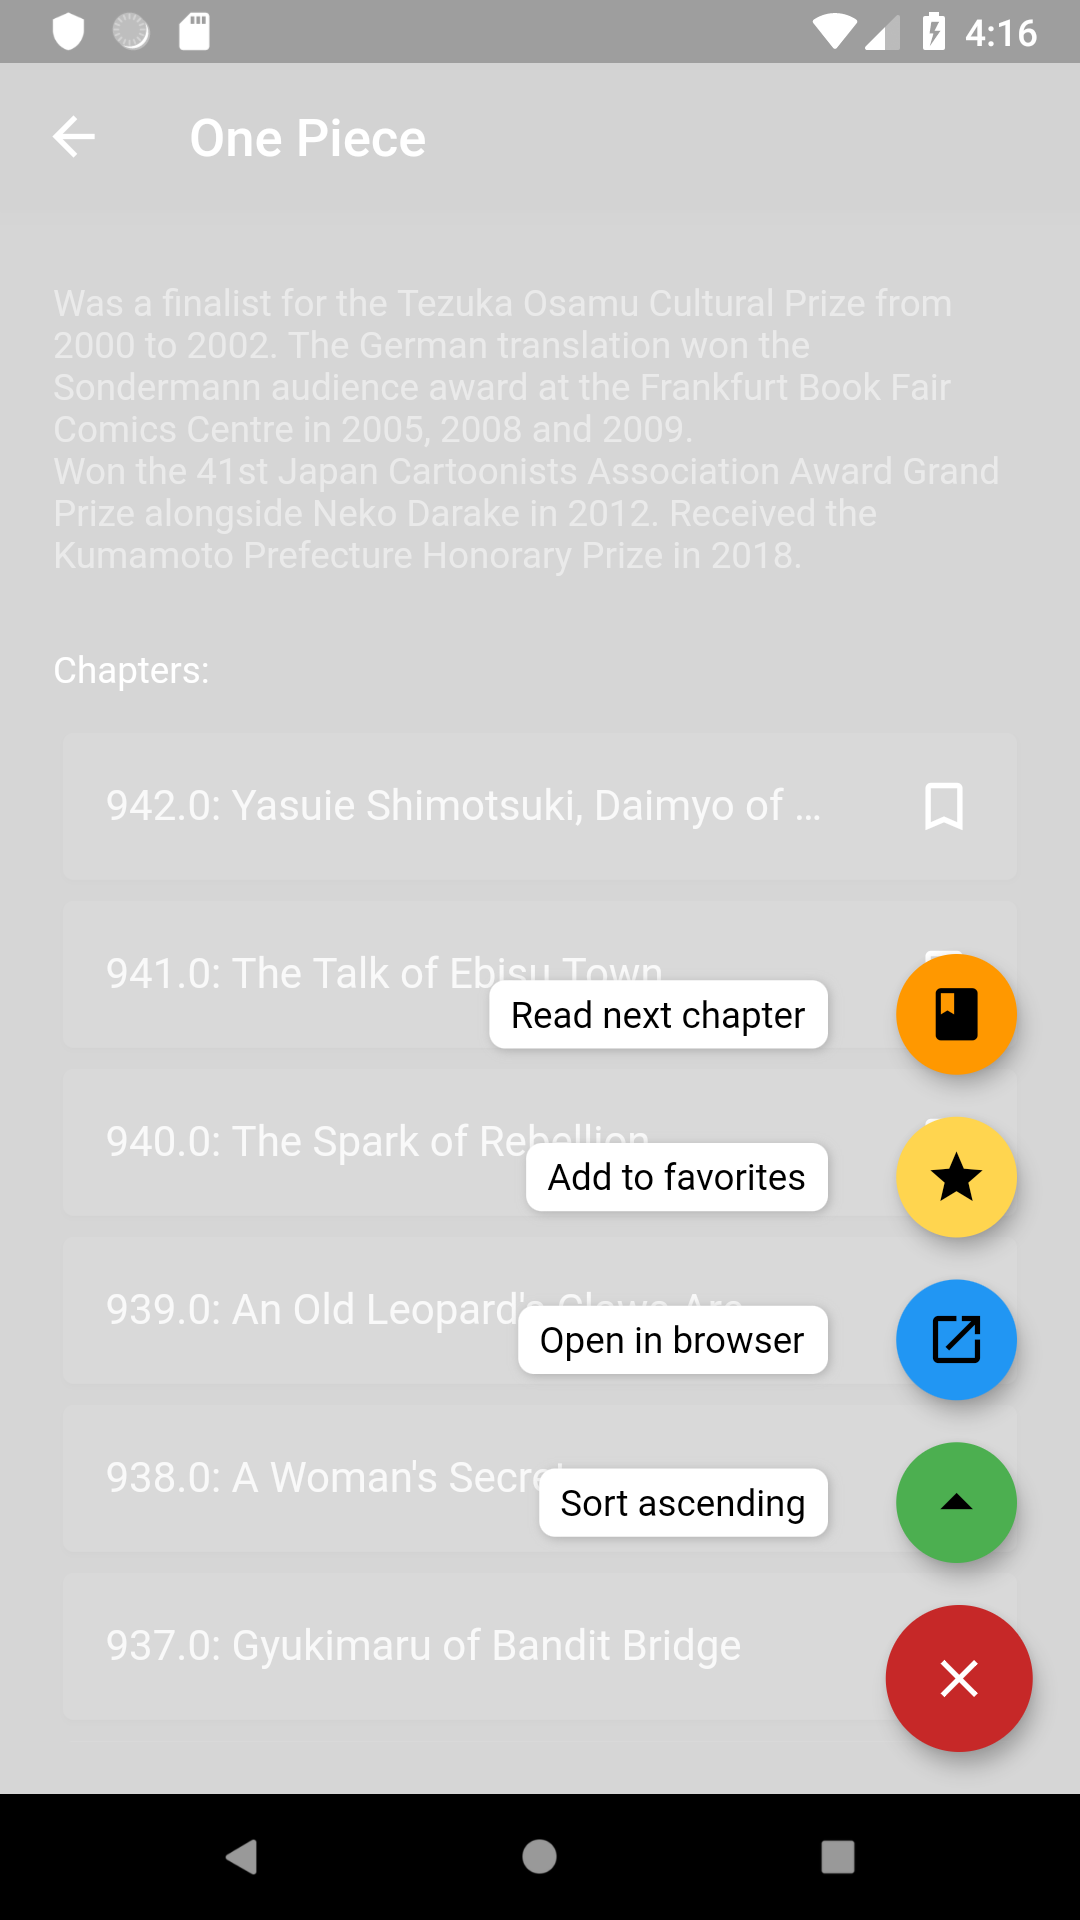 4:16
One Piece
Was a finalist for the Tezuka Osamu Cultural Prize from
2000 to 2002. The German translation won the
Sondermann audience award at the Frankfurt Book Fair
Comics Centre in 2005, 2008 and 2009.
Won the 41st Japan Cartoonists Association Award Grand
Prize alongside Neko Darake in 2012. Received the
Kumamoto Prefecture Honorary Prize in 2018.
Chapters:
942.0: Yasuie Shimotsuki, Daimyo of ...
941.0: The Talk of Ebisu Town
Read next chapter
940.0: The Spark of Rebellion
Add to favorites
939.0: An Old Leopard's Claws Are
Open in browser
938.0: A Woman's Secret
Sort ascending
937.0: Gyukimaru of Bandit Bridge